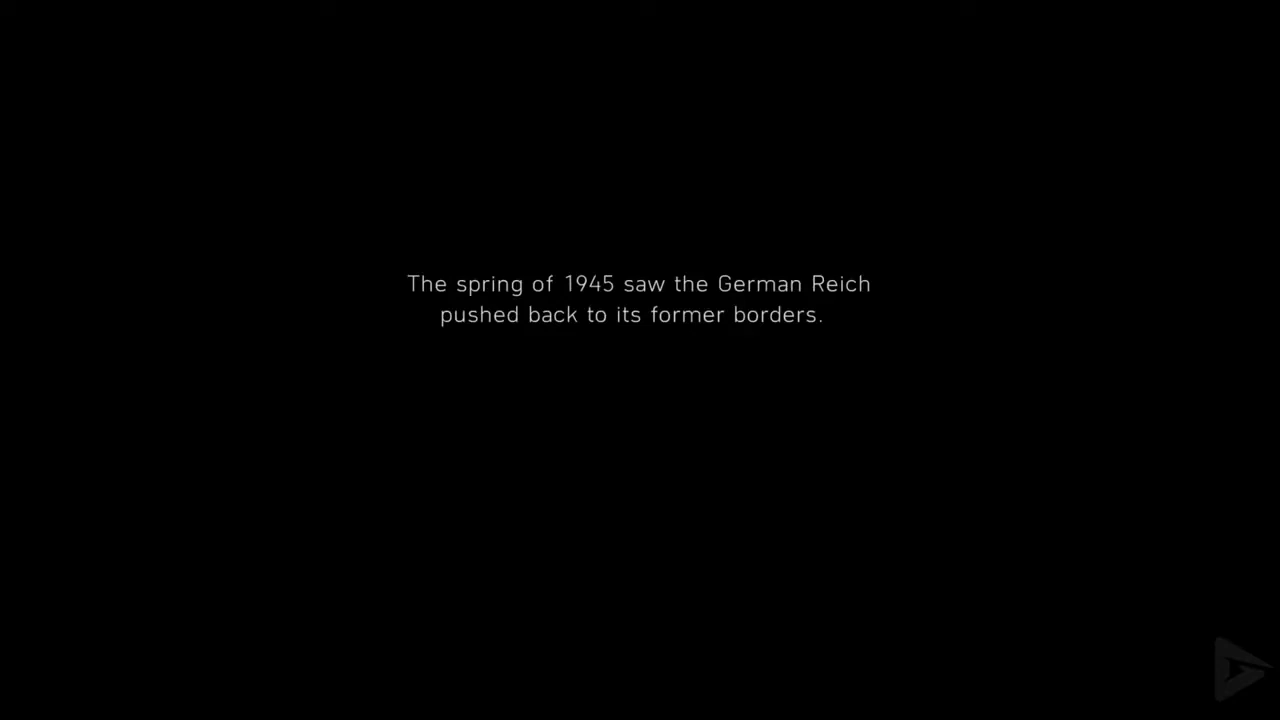 The spring of 1945 saw the German Reich
pushed back to its former borders.